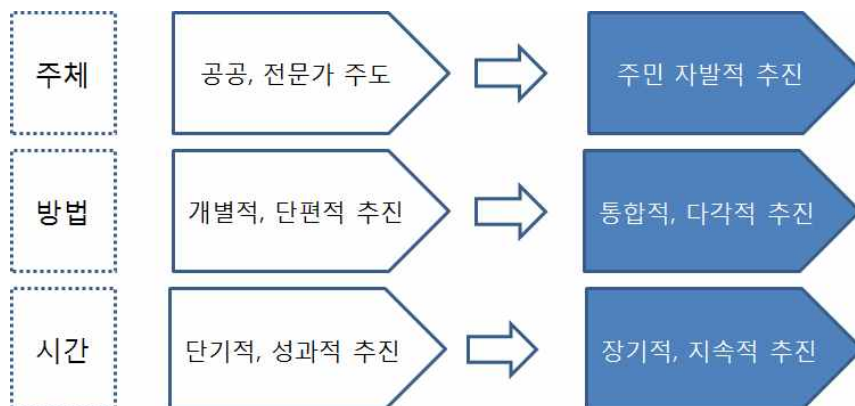 주체
공공, 전문가 주도
주민 자발적 추진
방법
개별적, 단편적 추진
통합적, 다각적 추진
시간
단기적, 성과적 추진
장기적, 지속적 추진